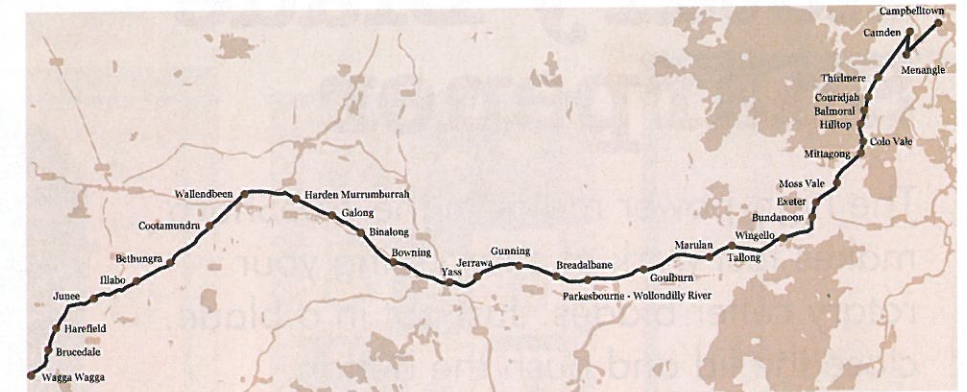 Campbelltown
Camden
Menangle
Thirlmere
Couridjah
Balmoral
Hilltop
Colo Vale
Mittagong
Moss Vale
Exeter
Bundanoon
Wingello
Tallong
Marulan
Goulburn
Parkesbourne - Wollondilly River
Breadalbane
Gunning
Jerrawa
Yass
Bowning
Binalong
Galong
Harden Murrumburrah
Wallendbeen
Cootamundra
Bethungra
Illabo
Junee
Harefield
Brucedale
Wagga Wagga